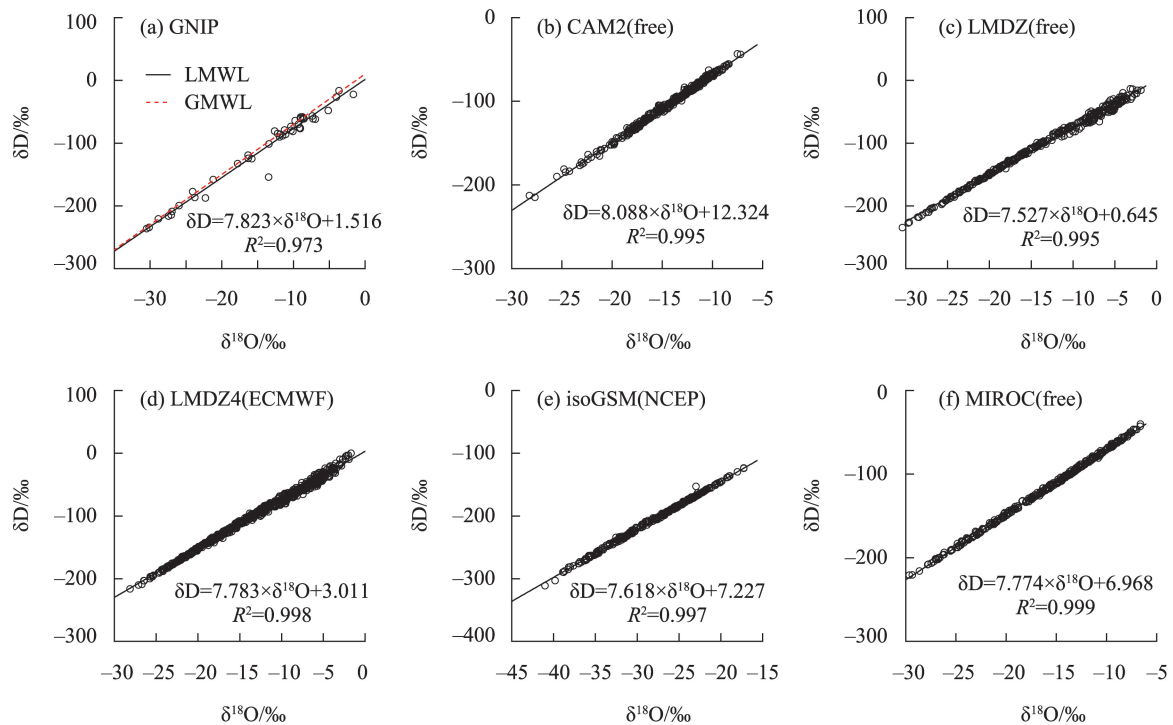 (a) GNIP
LMWL
GMWL
100
0
–100
–200
–300
δD/‰
δD=7.823×δ¹⁸O+1.516
R²=0.973
–30 –20 –10 0
δ¹⁸O/‰
(b) CAM2(free)
0
–100
–200
–300
δD/‰
δD=8.088×δ¹⁸O+12.324
R²=0.995
–30 –25 –20 –15 –10 –5
δ¹⁸O/‰
(c) LMDZ(free)
100
0
–100
–200
–300
δD/‰
δD=7.527×δ¹⁸O+0.645
R²=0.995
–30 –25 –20 –15 –10 –5 0
δ¹⁸O/‰
(d) LMDZ4(ECMWF)
100
0
–100
–200
–300
δD/‰
δD=7.783×δ¹⁸O+3.011
R²=0.998
–30 –25 –20 –15 –10 –5 0
δ¹⁸O/‰
(e) isoGSM(NCEP)
0
–100
–200
–300
–400
δD/‰
δD=7.618×δ¹⁸O+7.227
R²=0.997
–45 –40 –35 –30 –25 –20 –15
δ¹⁸O/‰
(f) MIROC(free)
0
–100
–200
–300
δD/‰
δD=7.774×δ¹⁸O+6.968
R²=0.999
–30 –25 –20 –15 –10 –5
δ¹⁸O/‰